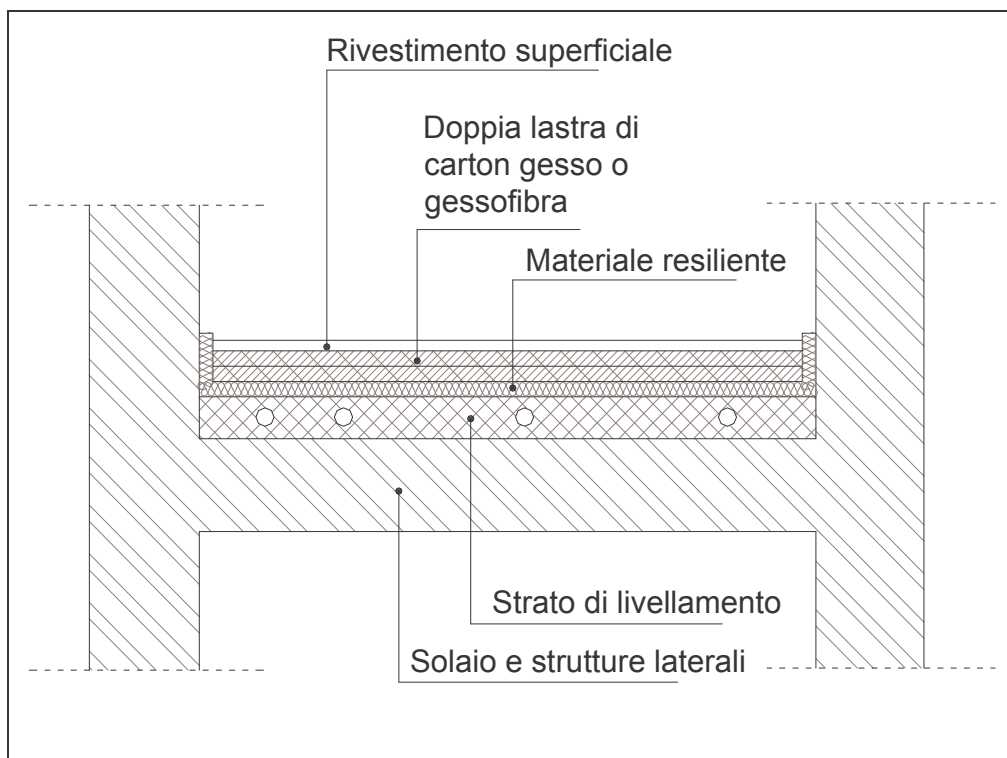 Rivestimento superficiale
Doppia lastra di
carton gesso o
gessofibra
Materiale resiliente
Strato di livellamento
Solaio e strutture laterali